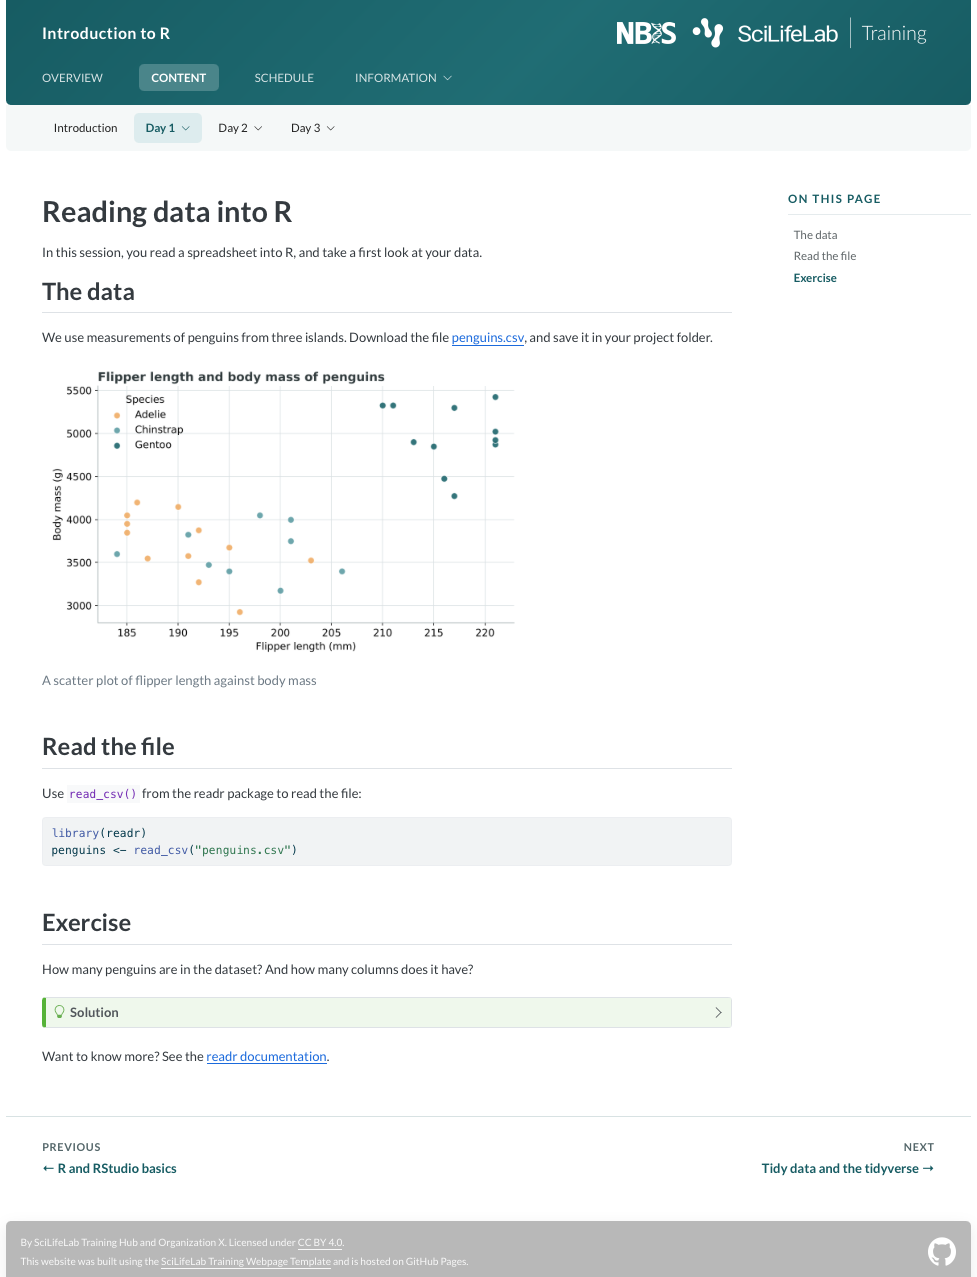 Introduction to R
NBIS SciLifeLab Training
OVERVIEW CONTENT SCHEDULE INFORMATION
Introduction Day 1 Day 2 Day 3
Reading data into R
In this session, you read a spreadsheet into R, and take a first look at your data.
The data
We use measurements of penguins from three islands. Download the file penguins.csv, and save it in your project folder.
Flipper length and body mass of penguins
Species
Adelie
Chinstrap
Gentoo
Body mass (g)
5500
5000
4500
4000
3500
3000
185 190 195 200 205 210 215 220
Flipper length (mm)
A scatter plot of flipper length against body mass
Read the file
Use read_csv() from the readr package to read the file:
library(readr)
penguins <- read_csv("penguins.csv")
Exercise
How many penguins are in the dataset? And how many columns does it have?
Solution
Want to know more? See the readr documentation.
ON THIS PAGE
The data
Read the file
Exercise
PREVIOUS
← R and RStudio basics
NEXT
Tidy data and the tidyverse →
By SciLifeLab Training Hub and Organization X. Licensed under CC BY 4.0.
This website was built using the SciLifeLab Training Webpage Template and is hosted on GitHub Pages.